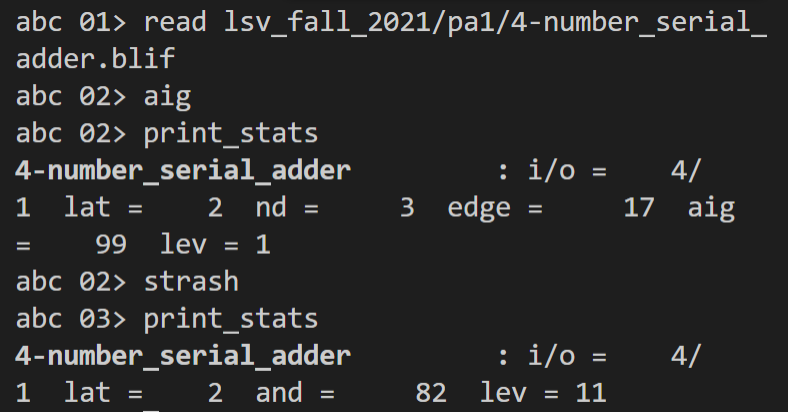 abc 01> read lsv_fall_2021/pa1/4-number_serial_
adder.blif
abc 02> aig
abc 02> print_stats
4-number_serial_adder         : i/o =    4/
1  lat =    2  nd =     3  edge =     17  aig
=    99  lev = 1
abc 02> strash
abc 03> print_stats
4-number_serial_adder         : i/o =    4/
1  lat =    2  and =     82  lev = 11